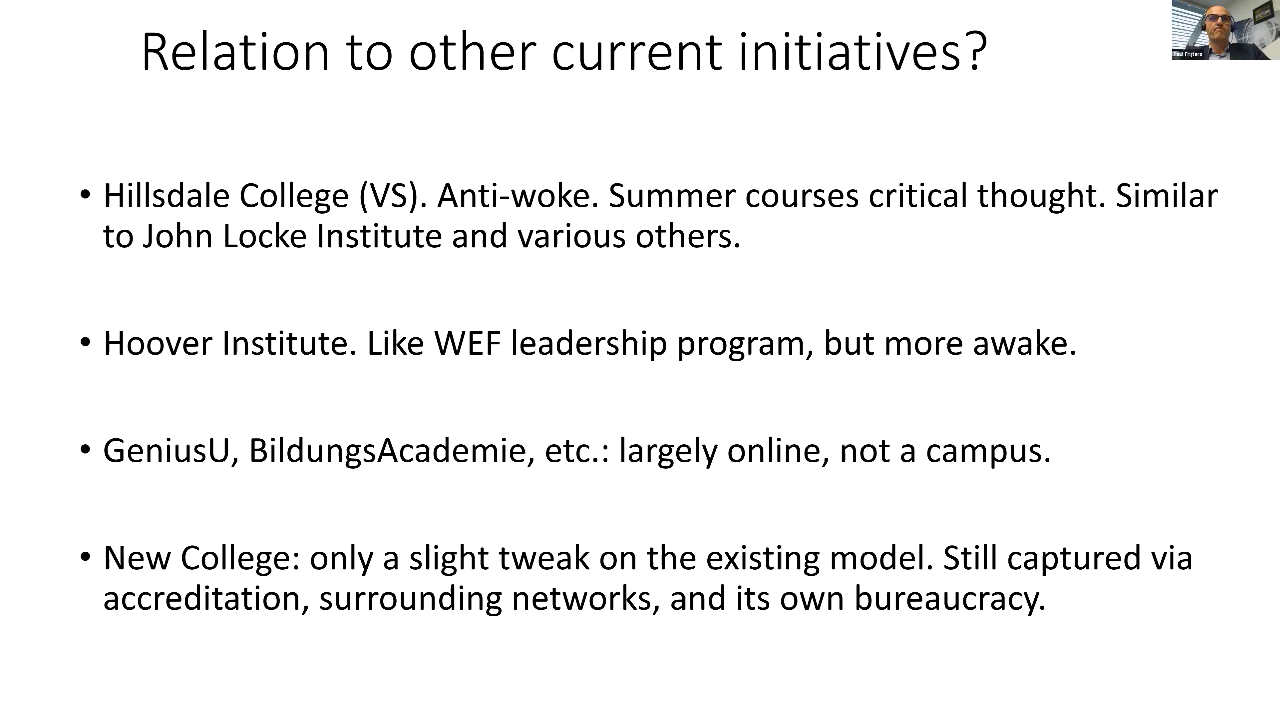 Relation to other current initiatives?
• Hillsdale College (VS). Anti-woke. Summer courses critical thought. Similar
to John Locke Institute and various others.
• Hoover Institute. Like WEF leadership program, but more awake.
• GeniusU, BildungsAcademie, etc.: largely online, not a campus.
• New College: only a slight tweak on the existing model. Still captured via
accreditation, surrounding networks, and its own bureaucracy.